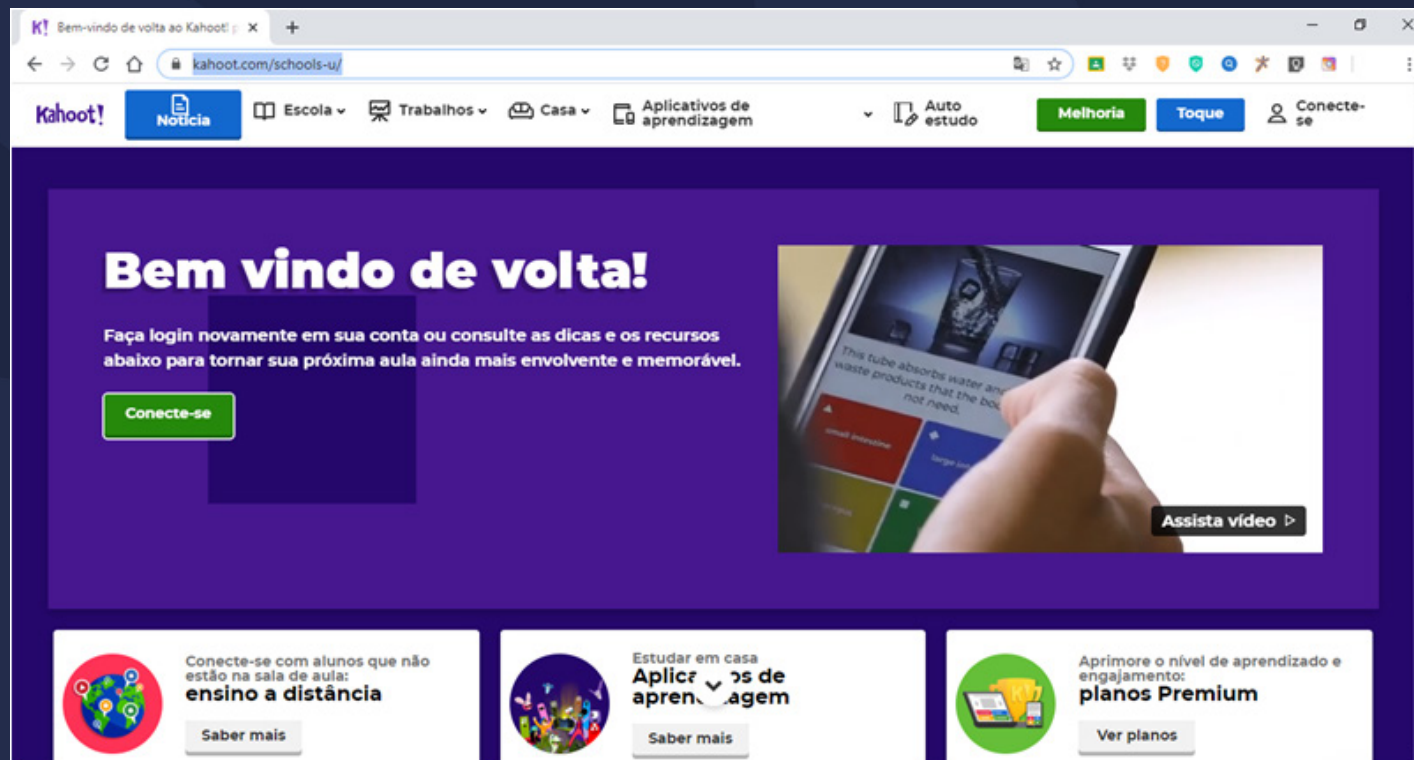 Bem-vindo de volta ao Kahoot!
kahoot.com/schools-u/
Kahoot!
Notícia
Escola
Trabalhos
Casa
Aplicativos de
aprendizagem
Auto
estudo
Melhoria
Toque
Conecte-
se
Bem vindo de volta!
Faça login novamente em sua conta ou consulte as dicas e os recursos
abaixo para tornar sua próxima aula ainda mais envolvente e memorável.
Conecte-se
This tube absorbs water and
waste products that the
not need.
small intestine
large
Assista vídeo
Conecte-se com alunos que não
estão na sala de aula:
ensino a distância
Saber mais
Estudar em casa
de
Saber mais
Aprimore o nível de aprendizado e
engajamento:
planos Premium
Ver planos